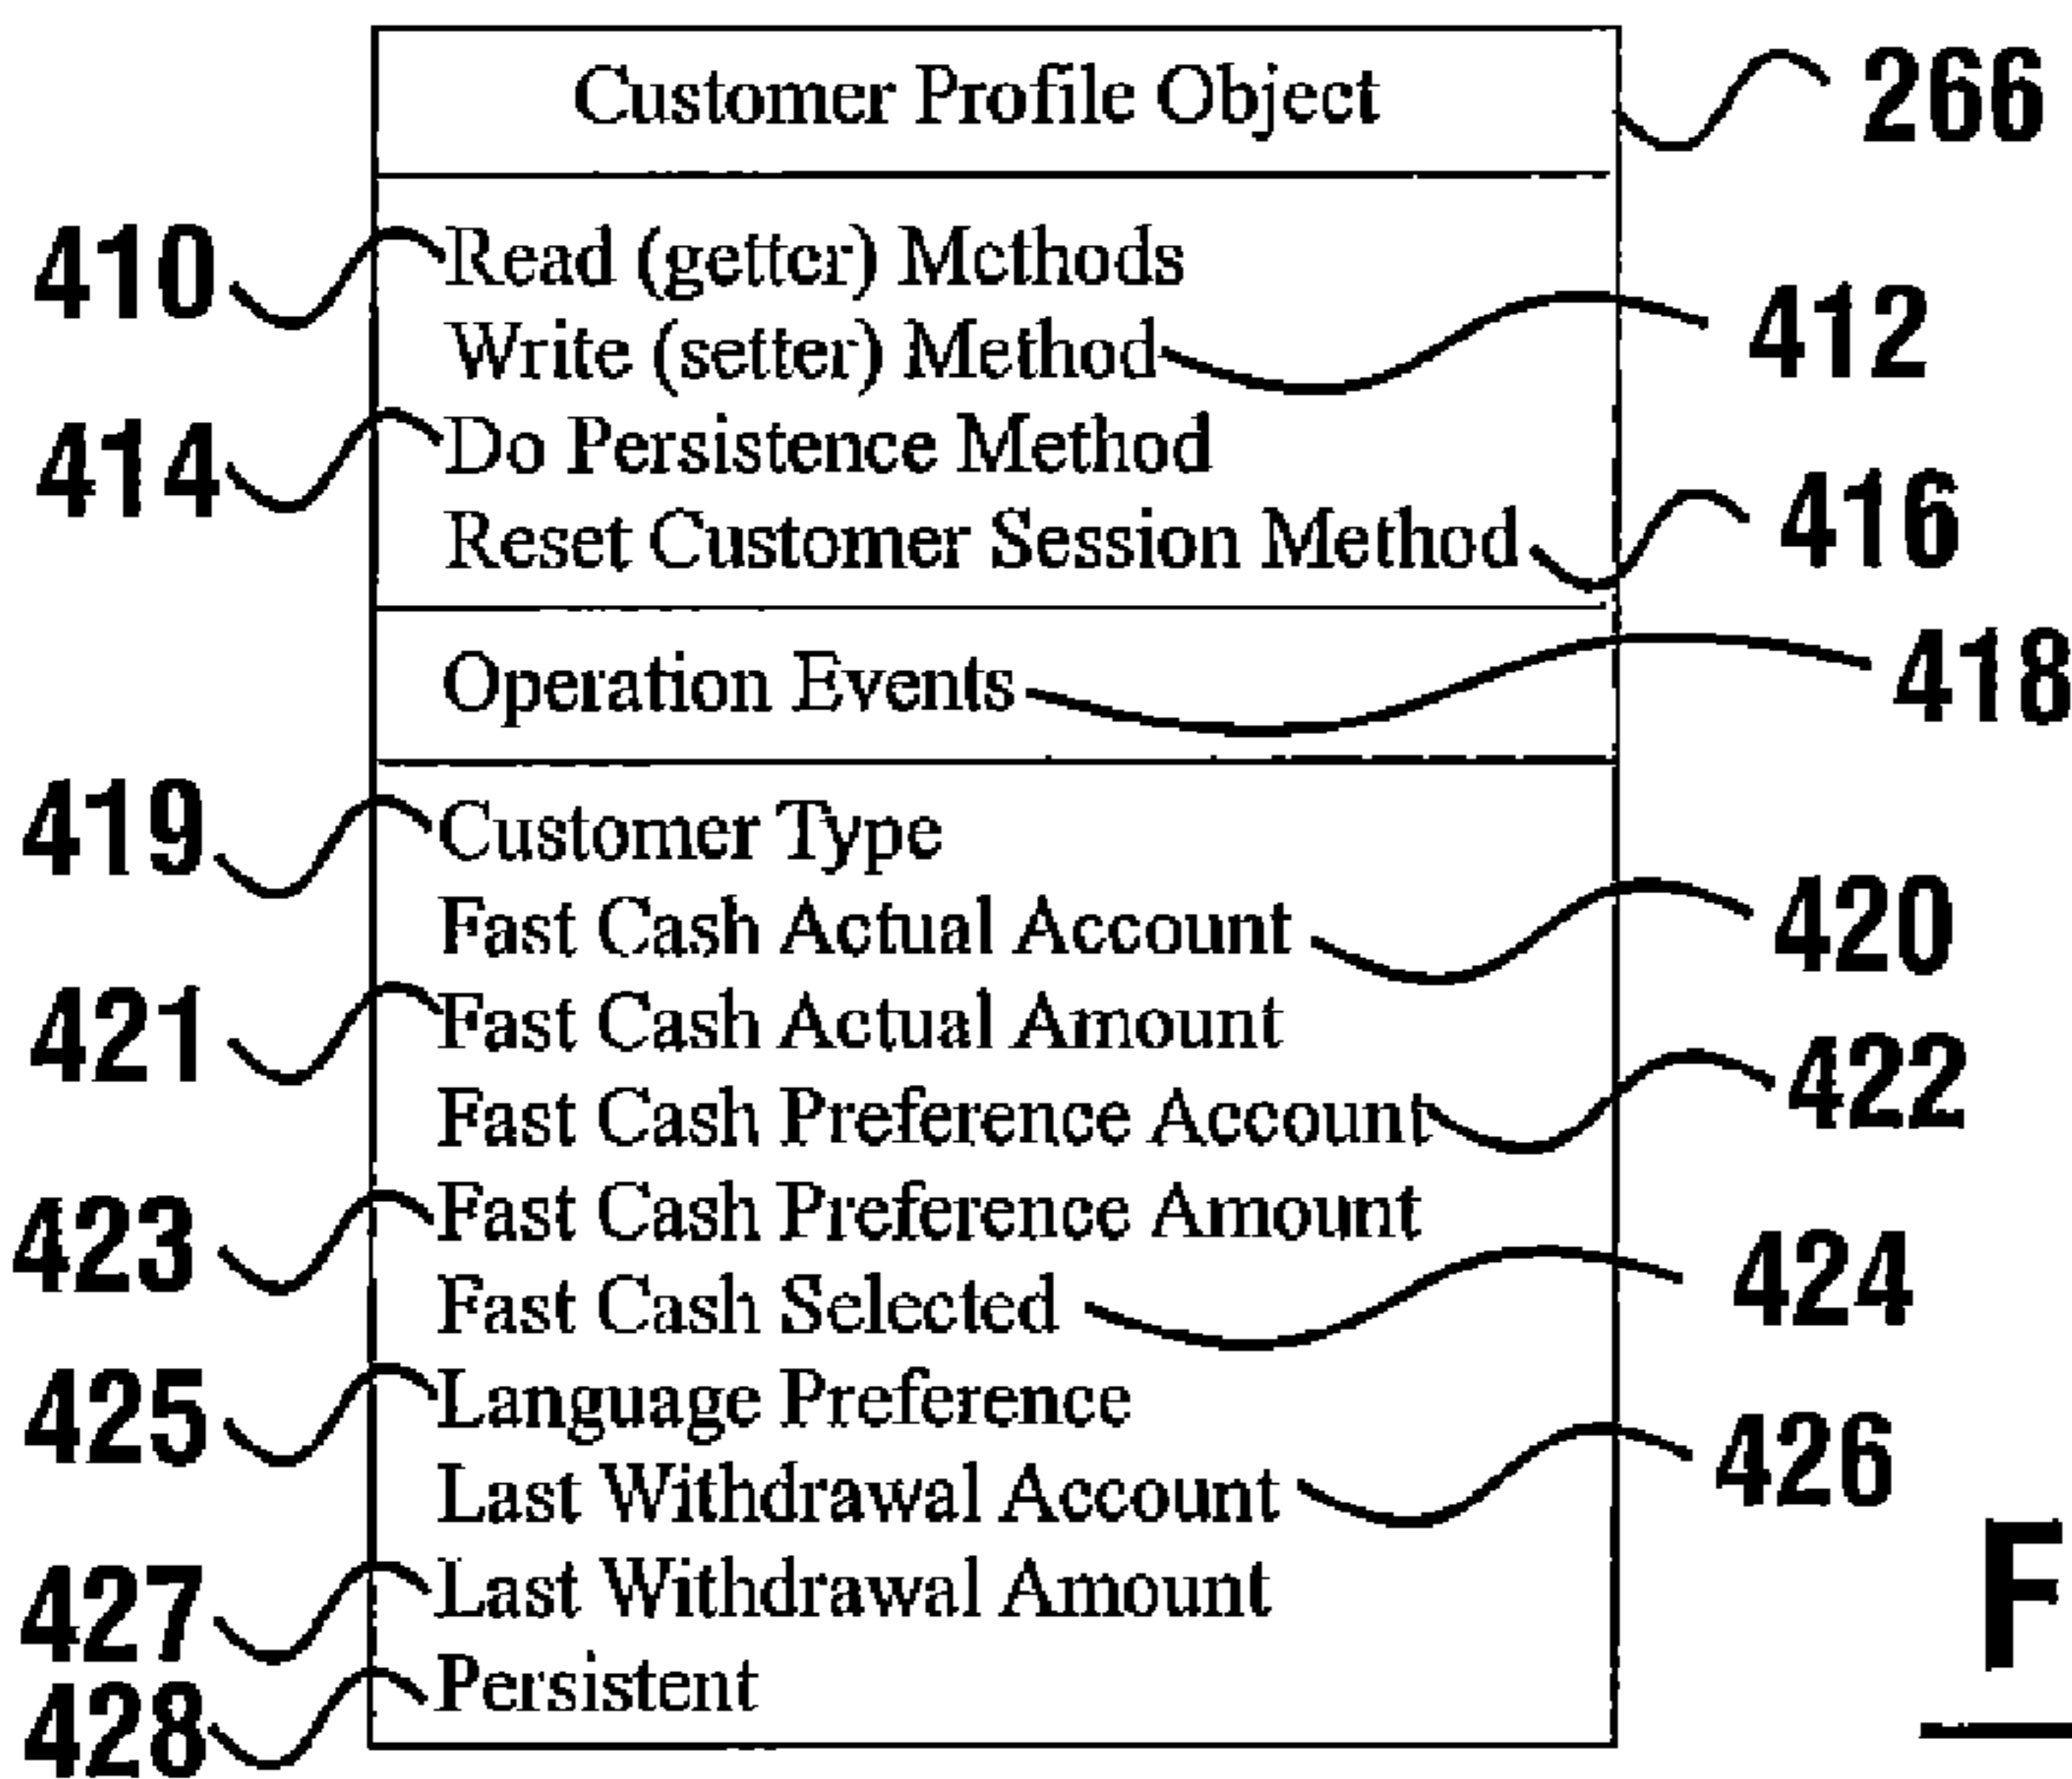 Customer Profile Object 266
410 Read (getter) Methods
Write (setter) Method 412
414 Do Persistence Method
Reset Customer Session Method 416
Operation Events 418
419 Customer Type
Fast Cash Actual Account 420
421 Fast Cash Actual Amount
Fast Cash Preference Account 422
423 Fast Cash Preference Amount
Fast Cash Selected 424
425 Language Preference
Last Withdrawal Account 426
427 Last Withdrawal Amount
428 Persistent
F